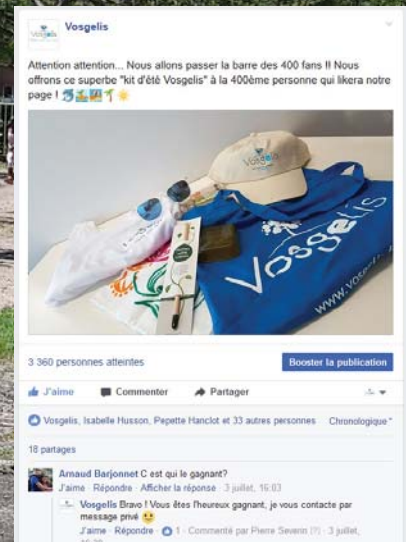 Vosgelis
Attention attention... Nous allons passer la barre des 400 fans !! Nous
offrons ce superbe "kit d'été Vosgelis" à la 400ème personne qui likera notre
page !
Vosgelis
Vosgelis
www.vosgelis
3 360 personnes atteintes
Booster la publication
J'aime Commenter Partager
Vosgelis, Isabelle Husson, Pepette Hanclot et 33 autres personnes Chronologique
18 partages
Arnaud Barjonnet C est qui le gagnant?
J'aime · Répondre · Afficher la réponse · 3 juillet, 16:03
Vosgelis Bravo ! Vous êtes l'heureux gagnant, je vous contacte par
message privé
J'aime · Répondre · 1 · Commenté par Pierre Severin [?] · 3 juillet,